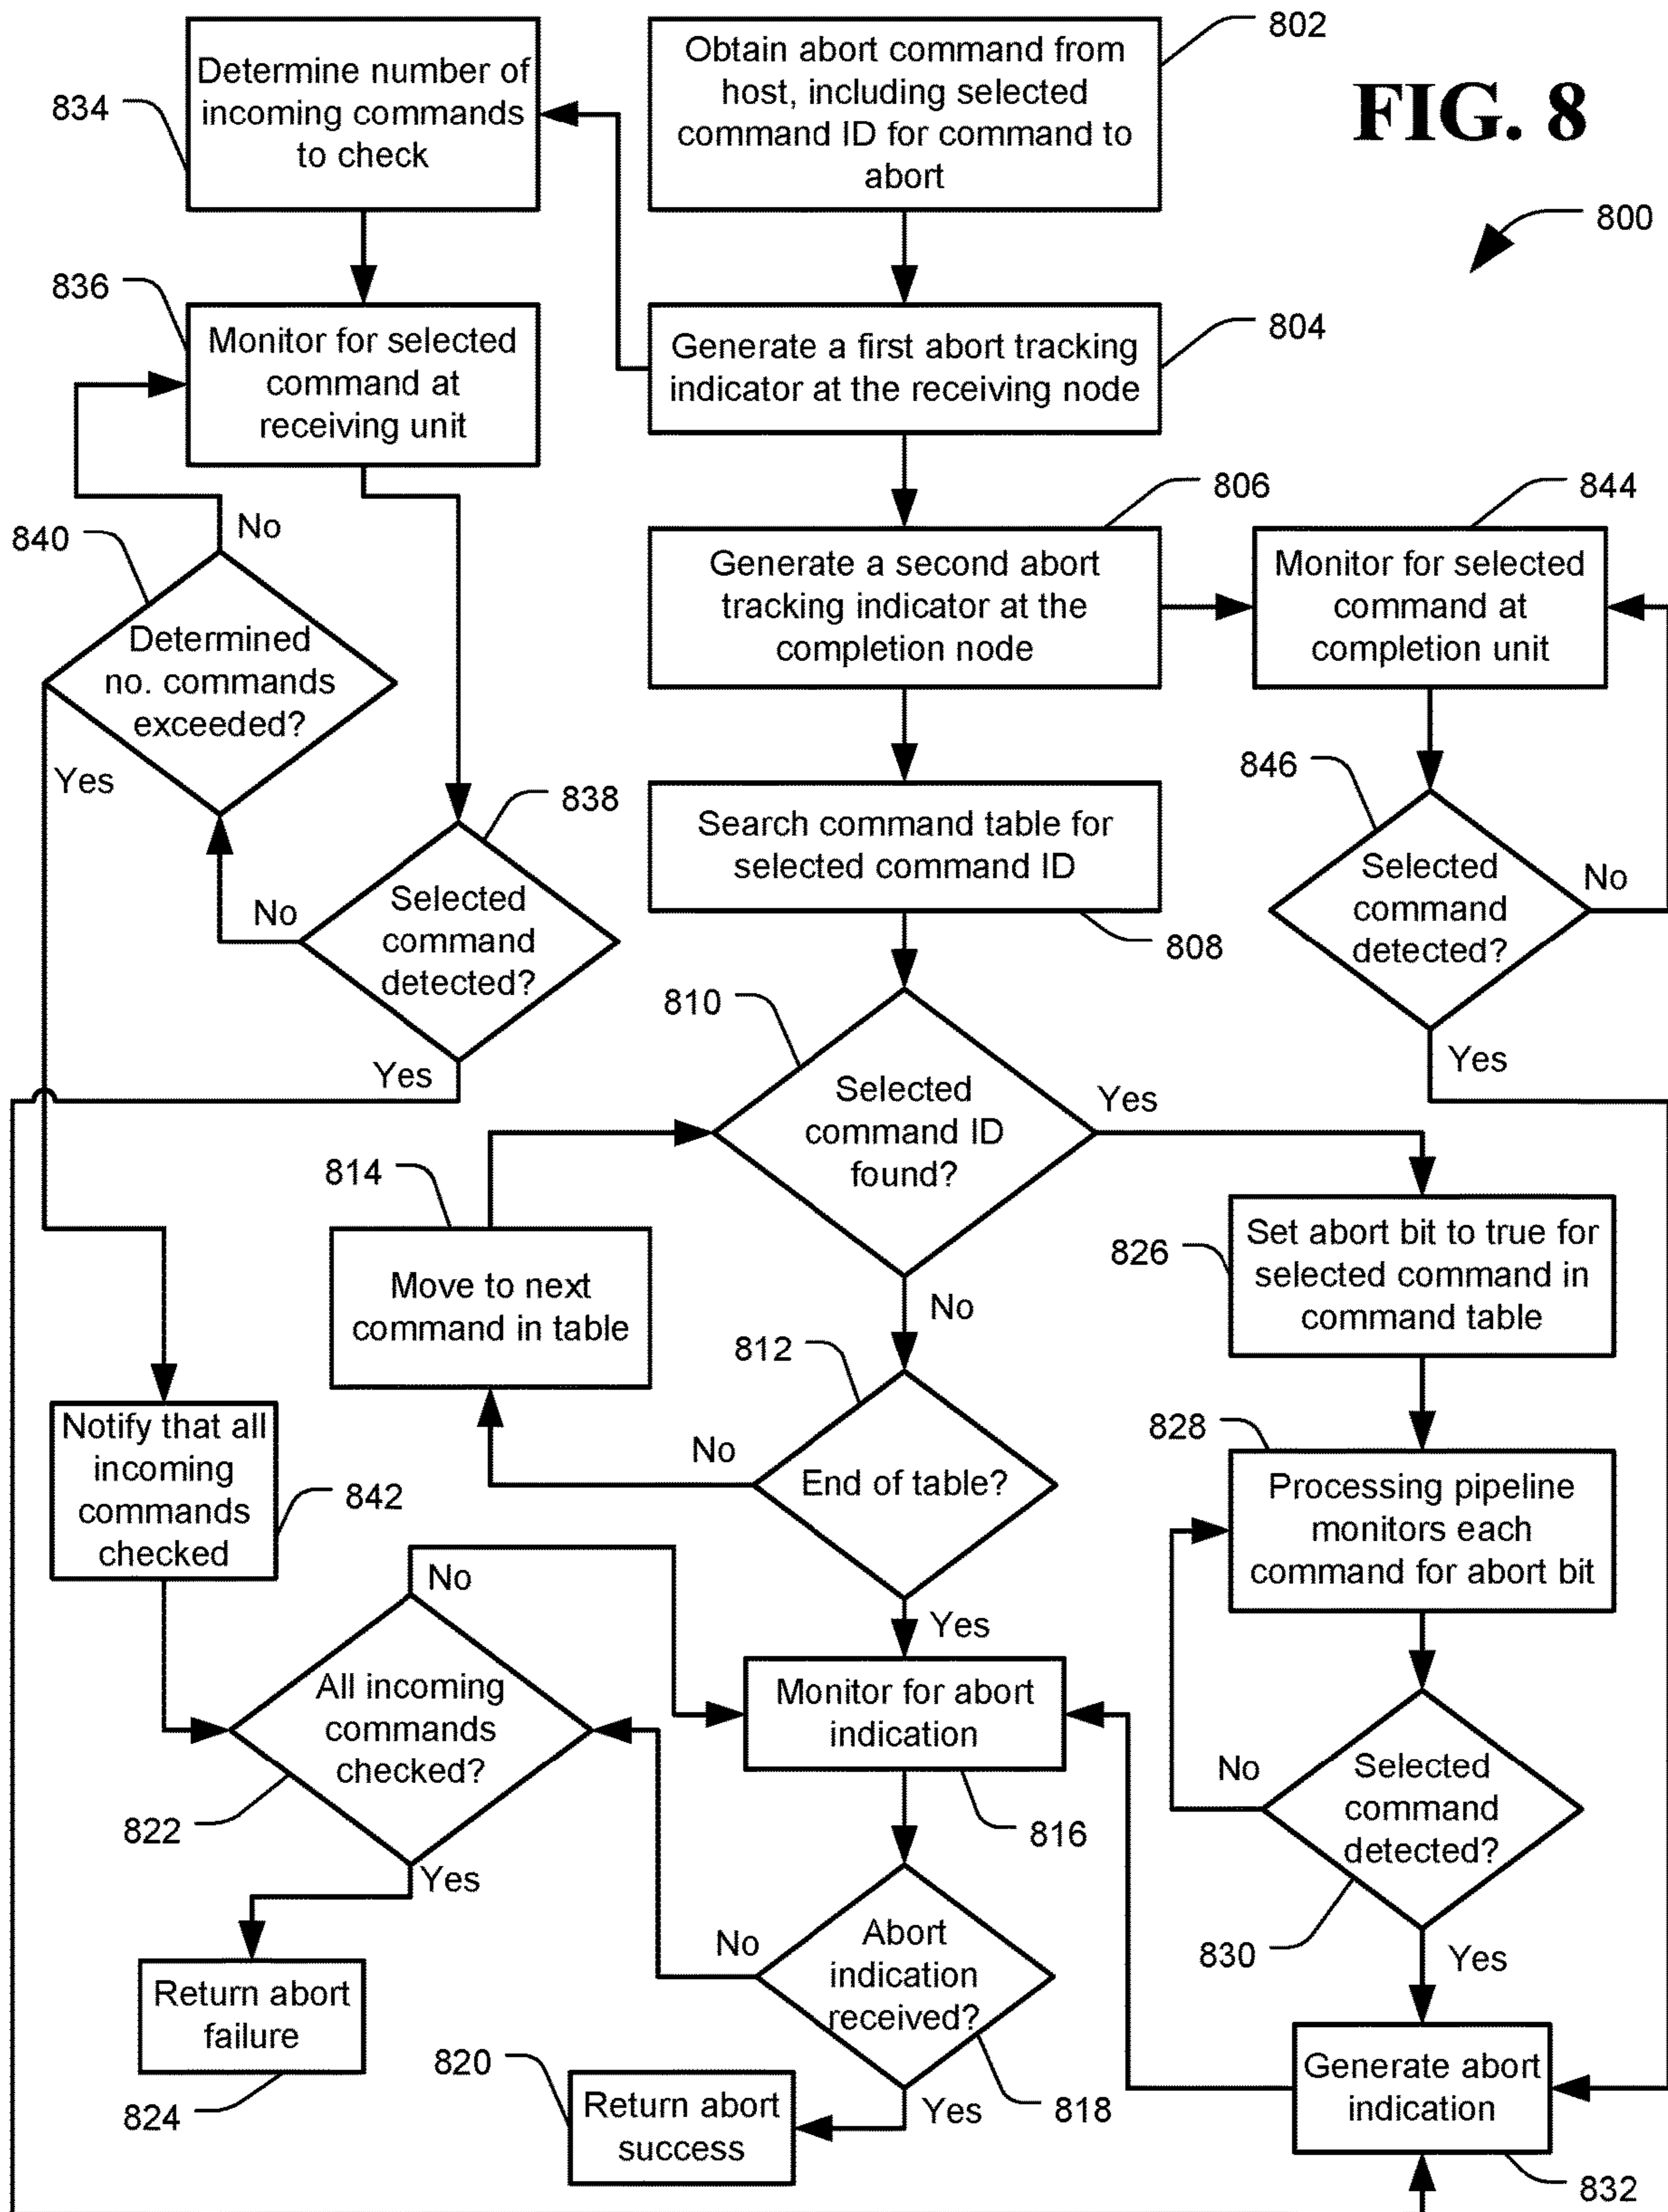 802
Obtain abort command from
host, including selected
command ID for command to
abort
FIG. 8
800
834
Determine number of
incoming commands
to check
804
Generate a first abort tracking
indicator at the receiving node
836
Monitor for selected
command at
receiving unit
806
Generate a second abort
tracking indicator at the
completion node
844
Monitor for selected
command at
completion unit
840
No
Determined
no. commands
exceeded?
Yes
838
Selected
command
detected?
No
Yes
Search command table for
selected command ID
808
846
Selected
command
detected?
No
Yes
810
Selected
command ID
found?
Yes
No
814
Move to next
command in table
812
End of table?
No
Yes
826
Set abort bit to true for
selected command in
command table
828
Processing pipeline
monitors each
command for abort bit
Notify that all
incoming
commands
checked
842
No
All incoming
commands
checked?
822
Yes
Monitor for abort
indication
816
No
Selected
command
detected?
830
Yes
Return abort
failure
824
No
Abort
indication
received?
818
Yes
820
Return abort
success
Generate abort
indication
832